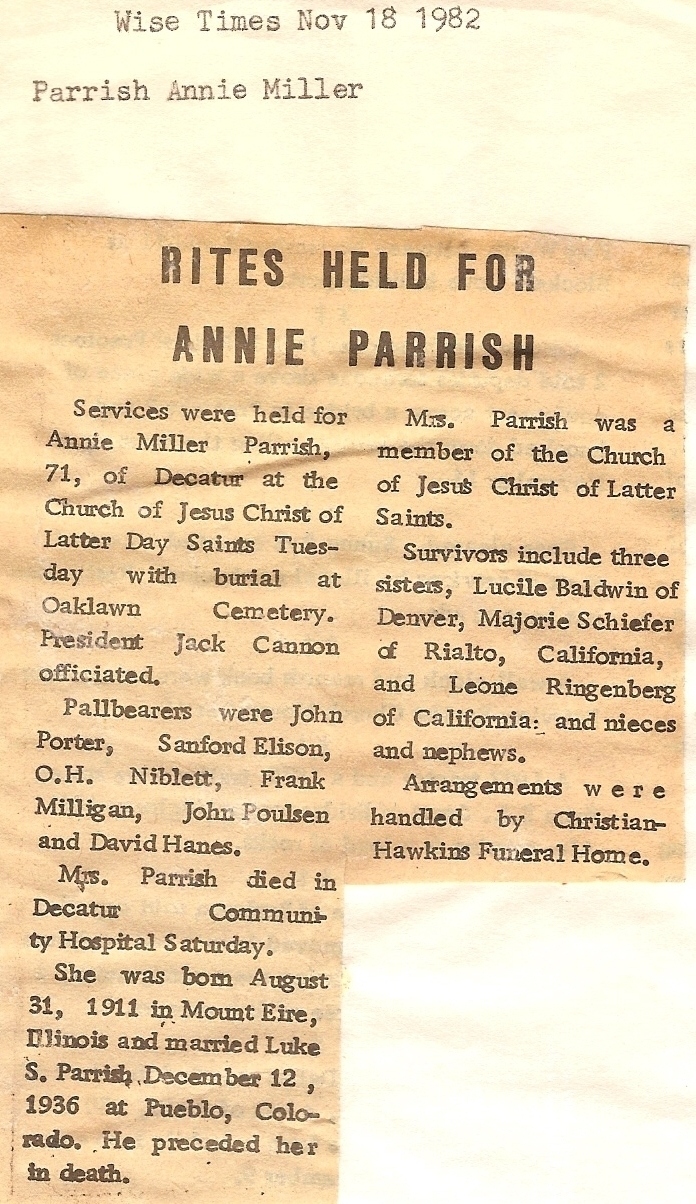 Wise Times Nov 18 1982
Parrish Annie Miller
RITES HELD FOR
ANNIE PARRISH
Services were held for
Annie Miller Parrish,
71, of Decatur at the
Church of Jesus Christ of
Latter Day Saints Tues-
day with burial at
Oaklawn Cemetery.
President Jack Cannon
officiated.
Pallbearers were John
Porter, Sanford Elison,
O.H. Niblett, Frank
Milligan, John Poulsen
and David Hanes.
Mrs. Parrish died in
Decatur Communi-
ty Hospital Saturday.
She was born August
31, 1911 in Mount Eire,
Illinois and married Luke
S. Parrish December 12 ,
1936 at Pueblo, Colo-
rado. He preceded her
in death.
Mrs. Parrish was a
member of the Church
of Jesus Christ of Latter
Saints.
Survivors include three
sisters, Lucile Baldwin of
Denver, Majorie Schiefer
of Rialto, California,
and Leone Ringenberg
of California: and nieces
and nephews.
Arrangements were
handled by Christian-
Hawkins Funeral Home.